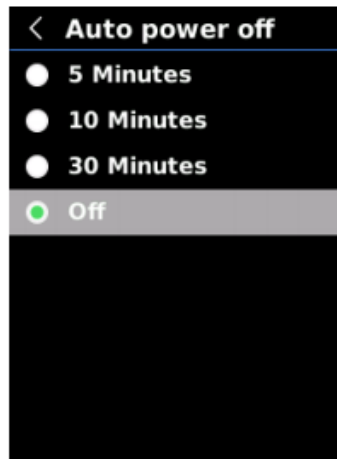 Auto power off
5 Minutes
10 Minutes
30 Minutes
Off